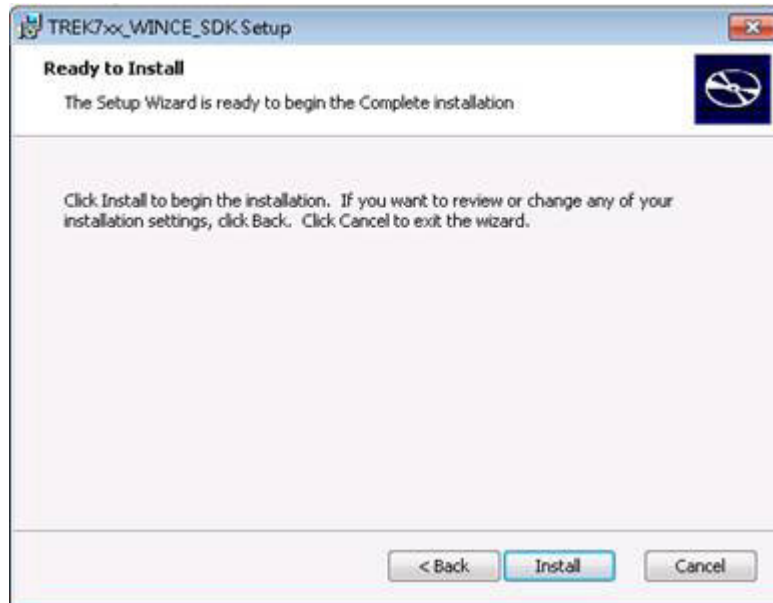 TREK7xx_WINCE_SDK Setup
Ready to Install
The Setup Wizard is ready to begin the Complete installation
Click Install to begin the installation. If you want to review or change any of your
installation settings, click Back. Click Cancel to exit the wizard.
< Back Install Cancel